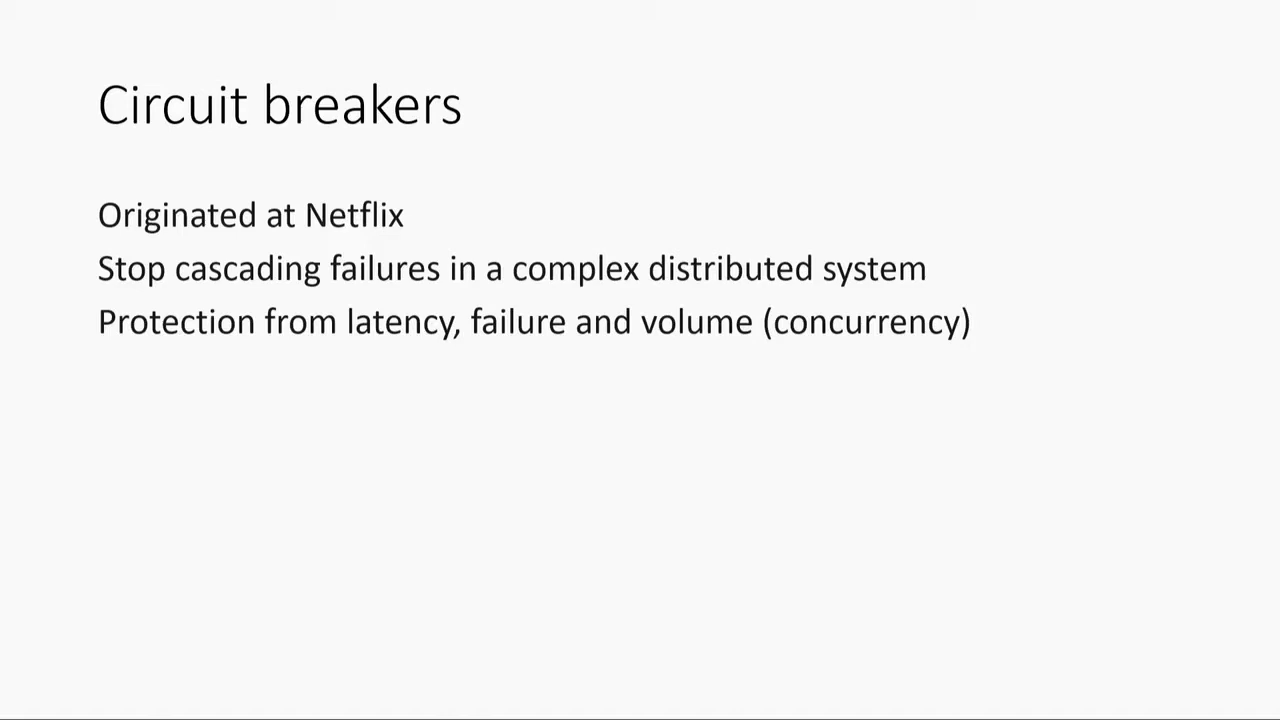 Circuit breakers
Originated at Netflix
Stop cascading failures in a complex distributed system
Protection from latency, failure and volume (concurrency)